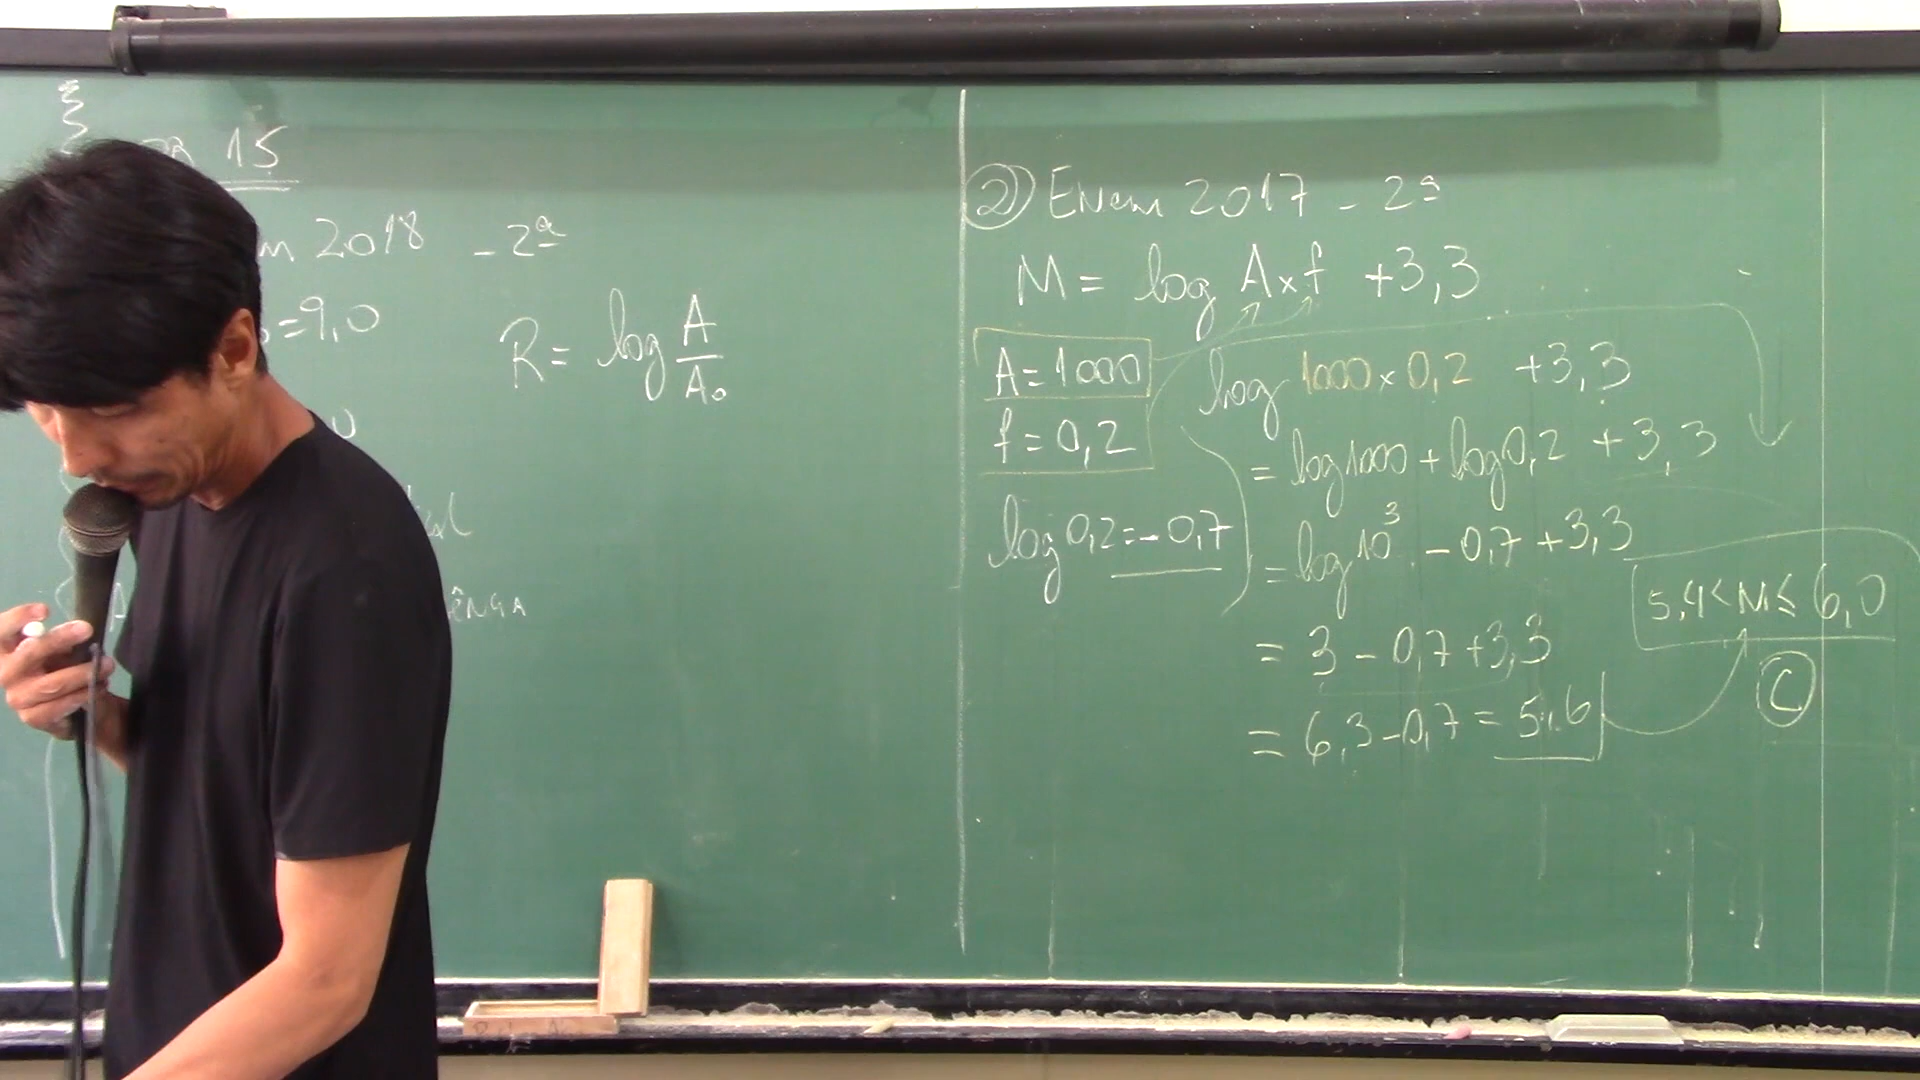 15
2018 - 2ª
=9,0
R = log A/A₀
② Enem 2017 - 2ª
M = log A×f +3,3
A = 1000
f = 0,2
log 0,2 = -0,7
log 1000 × 0,2 +3,3
= log 1000 + log 0,2 + 3,3
= log 10³ - 0,7 + 3,3
= 3 - 0,7 + 3,3
= 6,3 - 0,7 = 5,6
5,4 < M ≤ 6,0
C